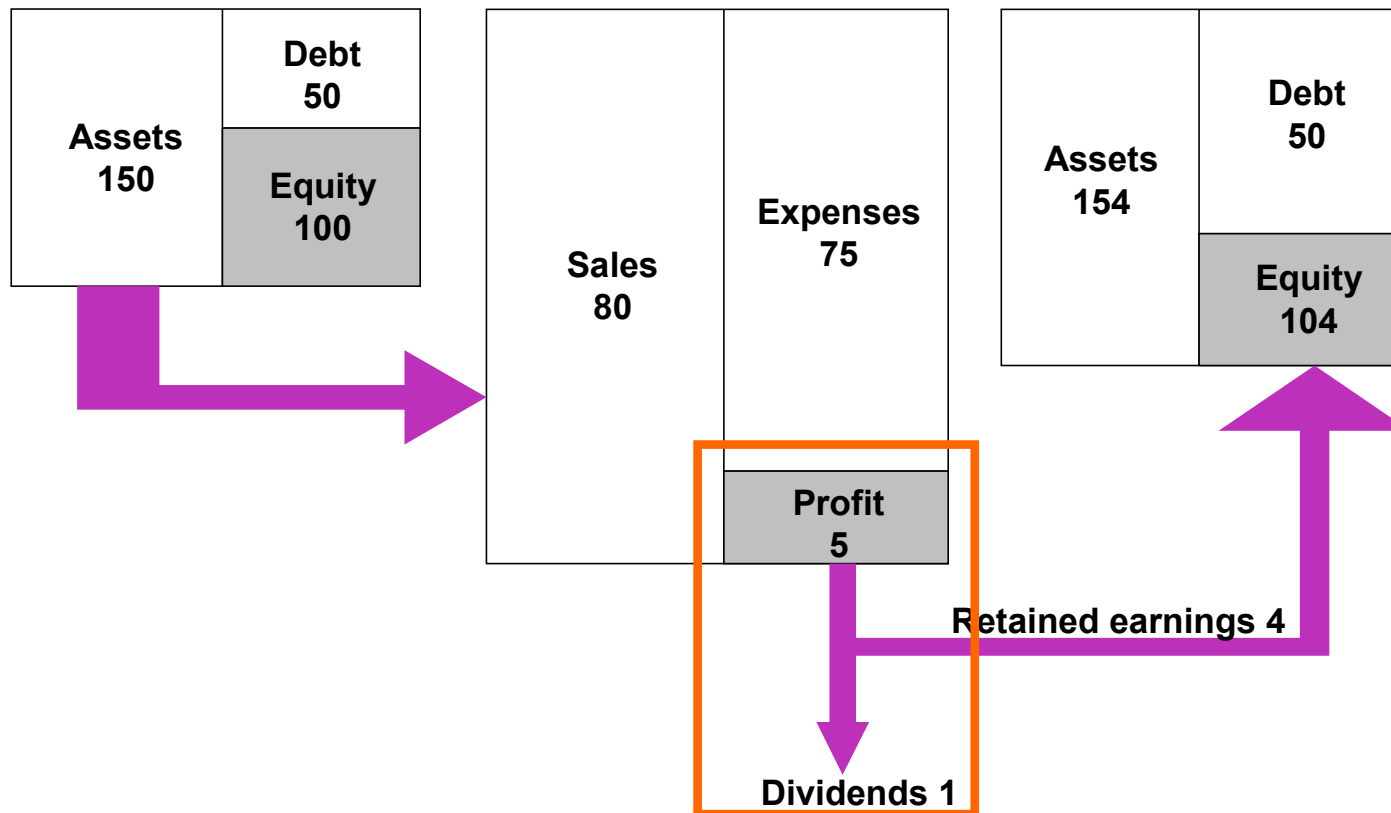 Assets
150
Debt
50
Equity
100
Sales
80
Expenses
75
Profit
5
Dividends 1
Retained earnings 4
Assets
154
Debt
50
Equity
104